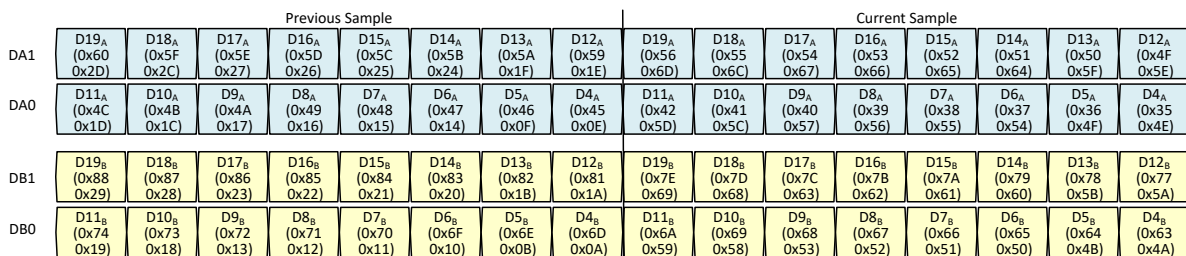 Previous Sample Current Sample
DA1 D19A D18A D17A D16A D15A D14A D13A D12A D19A D18A D17A D16A D15A D14A D13A D12A
(0x60 (0x5F (0x5E (0x5D (0x5C (0x5B (0x5A (0x59 (0x56 (0x55 (0x54 (0x53 (0x52 (0x51 (0x50 (0x4F
0x2D) 0x2C) 0x27) 0x26) 0x25) 0x24) 0x1F) 0x1E) 0x6D) 0x6C) 0x67) 0x66) 0x65) 0x64) 0x5F) 0x5E)
DA0 D11A D10A D9A D8A D7A D6A D5A D4A D11A D10A D9A D8A D7A D6A D5A D4A
(0x4C (0x4B (0x4A (0x49 (0x48 (0x47 (0x46 (0x45 (0x42 (0x41 (0x40 (0x39 (0x38 (0x37 (0x36 (0x35
0x1D) 0x1C) 0x17) 0x16) 0x15) 0x14) 0x0F) 0x0E) 0x5D) 0x5C) 0x57) 0x56) 0x55) 0x54) 0x4F) 0x4E)
DB1 D19B D18B D17B D16B D15B D14B D13B D12B D19B D18B D17B D16B D15B D14B D13B D12B
(0x88 (0x87 (0x86 (0x85 (0x84 (0x83 (0x82 (0x81 (0x7E (0x7D (0x7C (0x7B (0x7A (0x79 (0x78 (0x77
0x29) 0x28) 0x23) 0x22) 0x21) 0x20) 0x1B) 0x1A) 0x69) 0x68) 0x63) 0x62) 0x61) 0x60) 0x5B) 0x5A)
DB0 D11B D10B D9B D8B D7B D6B D5B D4B D11B D10B D9B D8B D7B D6B D5B D4B
(0x74 (0x73 (0x72 (0x71 (0x70 (0x6F (0x6E (0x6D (0x6A (0x69 (0x68 (0x67 (0x66 (0x65 (0x64 (0x63
0x19) 0x18) 0x13) 0x12) 0x11) 0x10) 0x0B) 0x0A) 0x59) 0x58) 0x53) 0x52) 0x51) 0x50) 0x4B) 0x4A)